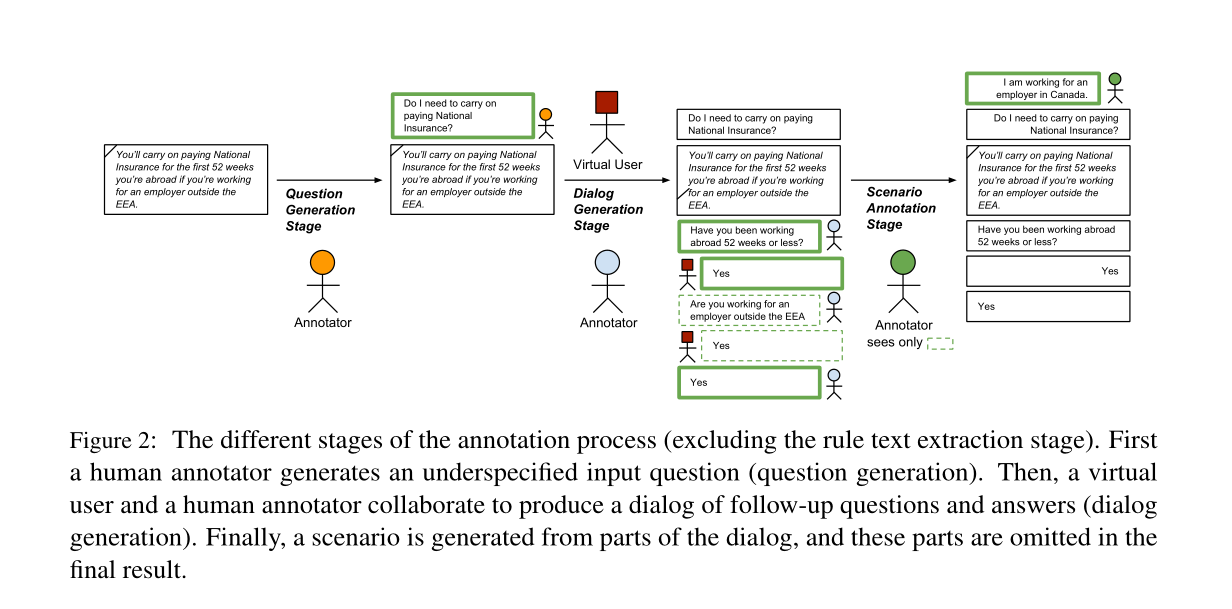 You'll carry on paying National
Insurance for the first 52 weeks
you're abroad if you're working
for an employer outside the
EEA.
Question
Generation
Stage
Annotator
Do I need to carry on
paying National
Insurance?
You'll carry on paying National
Insurance for the first 52 weeks
you're abroad if you're working
for an employer outside the
EEA.
Virtual User
Dialog
Generation
Stage
Annotator
Do I need to carry on paying
National Insurance?
You'll carry on paying National
Insurance for the first 52 weeks
you're abroad if you're working
for an employer outside the
EEA.
Have you been working
abroad 52 weeks or less?
Yes
Are you working for an
employer outside the EEA
Yes
Yes
Scenario
Annotation
Stage
Annotator
sees only
I am working for an
employer in Canada.
Do I need to carry on paying
National Insurance?
You'll carry on paying National
Insurance for the first 52 weeks
you're abroad if you're working
for an employer outside the
EEA.
Have you been working abroad
52 weeks or less?
Yes
Yes
Figure 2: The different stages of the annotation process (excluding the rule text extraction stage). First
a human annotator generates an underspecified input question (question generation). Then, a virtual
user and a human annotator collaborate to produce a dialog of follow-up questions and answers (dialog
generation). Finally, a scenario is generated from parts of the dialog, and these parts are omitted in the
final result.